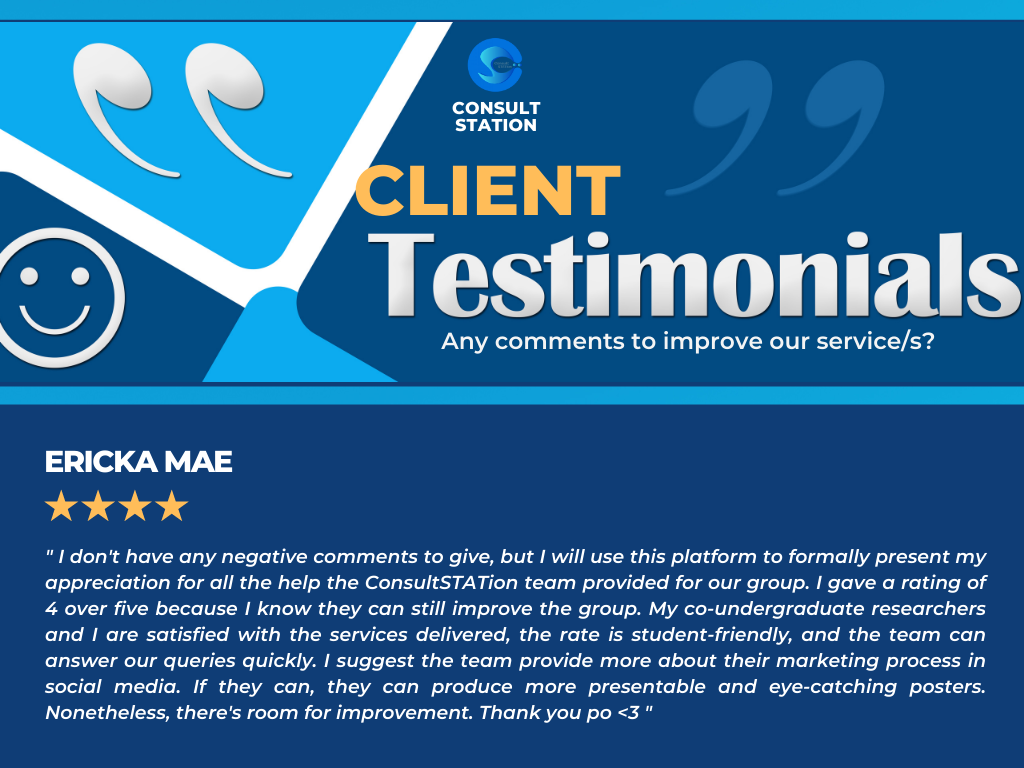 CONSULT
STATION
CLIENT
Testimonials
Any comments to improve our service/s?
ERICKA MAE
" I don't have any negative comments to give, but I will use this platform to formally present my
appreciation for all the help the ConsultSTATion team provided for our group. I gave a rating of
4 over five because I know they can still improve the group. My co-undergraduate researchers
and I are satisfied with the services delivered, the rate is student-friendly, and the team can
answer our queries quickly. I suggest the team provide more about their marketing process in
social media. If they can, they can produce more presentable and eye-catching posters.
Nonetheless, there's room for improvement. Thank you po <3 "